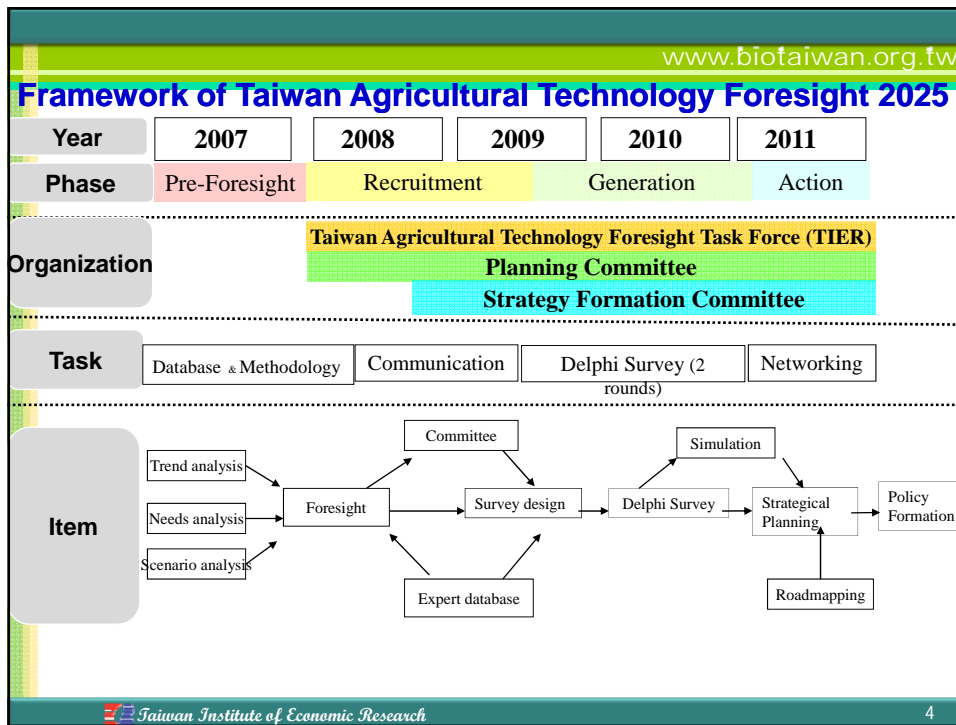 www.biotaiwan.org.tw
Framework of Taiwan Agricultural Technology Foresight 2025
Year
2007
2008
2009
2010
2011
Phase
Pre-Foresight
Recruitment
Generation
Action
Organization
Taiwan Agricultural Technology Foresight Task Force (TIER)
Planning Committee
Strategy Formation Committee
Task
Database & Methodology
Communication
Delphi Survey (2
rounds)
Networking
Item
Trend analysis
Needs analysis
Scenario analysis
Foresight
Committee
Expert database
Survey design
Delphi Survey
Simulation
Strategical
Planning
Roadmapping
Policy
Formation
Taiwan Institute of Economic Research
4